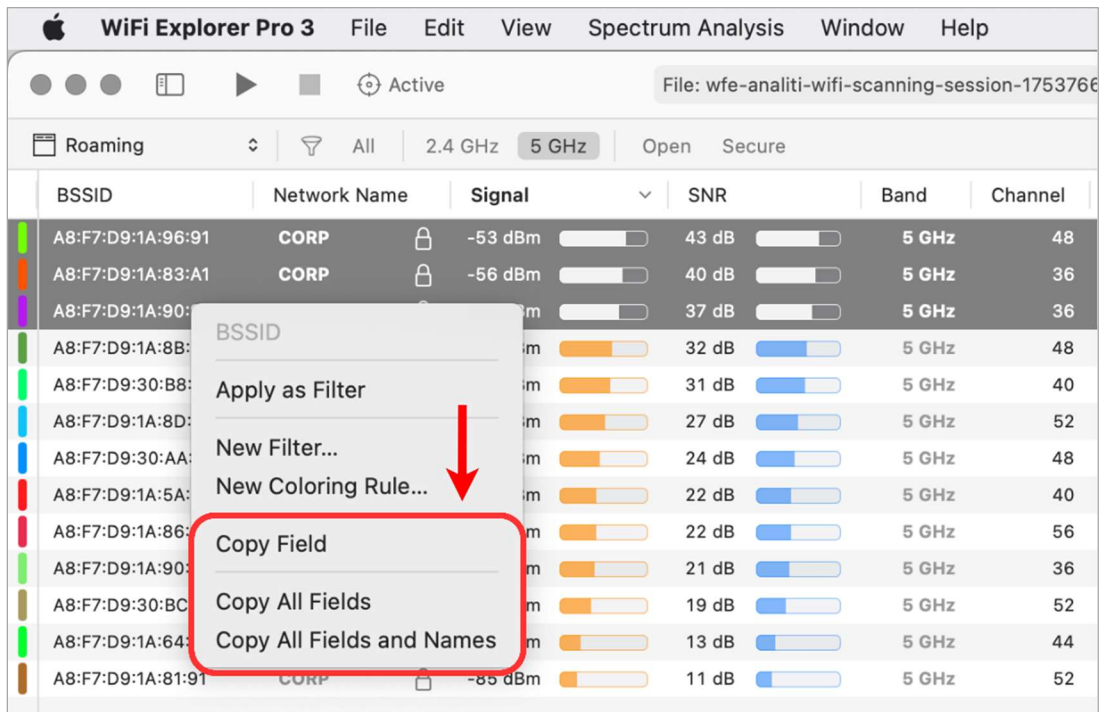 WiFi Explorer Pro 3 File Edit View Spectrum Analysis Window Help
Active File: wfe-analiti-wifi-scanning-session-1753766
Roaming All 2.4 GHz 5 GHz Open Secure
BSSID Network Name Signal SNR Band Channel
A8:F7:D9:1A:96:91 CORP -53 dBm 43 dB 5 GHz 48
A8:F7:D9:1A:83:A1 CORP -56 dBm 40 dB 5 GHz 36
A8:F7:D9:1A:90: m 37 dB 5 GHz 36
BSSID
A8:F7:D9:1A:8B: m 32 dB 5 GHz 48
A8:F7:D9:30:B8: m 31 dB 5 GHz 40
Apply as Filter
A8:F7:D9:1A:8D: m 27 dB 5 GHz 52
New Filter...
A8:F7:D9:30:AA: m 24 dB 5 GHz 48
New Coloring Rule...
A8:F7:D9:1A:5A: m 22 dB 5 GHz 40
A8:F7:D9:1A:86: m 22 dB 5 GHz 56
Copy Field
A8:F7:D9:1A:90: m 21 dB 5 GHz 36
A8:F7:D9:30:BC m 19 dB 5 GHz 52
Copy All Fields
A8:F7:D9:1A:64: m 13 dB 5 GHz 44
Copy All Fields and Names
A8:F7:D9:1A:81:91 CORP -85 dBm 11 dB 5 GHz 52